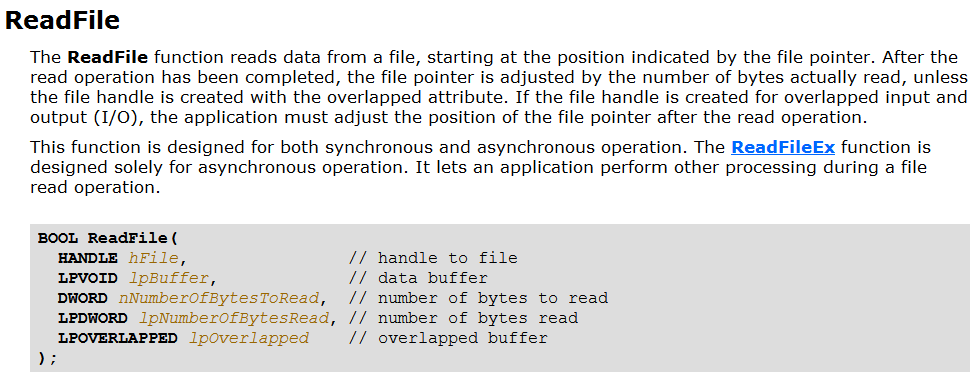 ReadFile
The ReadFile function reads data from a file, starting at the position indicated by the file pointer. After the
read operation has been completed, the file pointer is adjusted by the number of bytes actually read, unless
the file handle is created with the overlapped attribute. If the file handle is created for overlapped input and
output (I/O), the application must adjust the position of the file pointer after the read operation.
This function is designed for both synchronous and asynchronous operation. The ReadFileEx function is
designed solely for asynchronous operation. It lets an application perform other processing during a file
read operation.
BOOL ReadFile(
  HANDLE hFile,                // handle to file
  LPVOID lpBuffer,             // data buffer
  DWORD nNumberOfBytesToRead,  // number of bytes to read
  LPDWORD lpNumberOfBytesRead, // number of bytes read
  LPOVERLAPPED lpOverlapped    // overlapped buffer
);